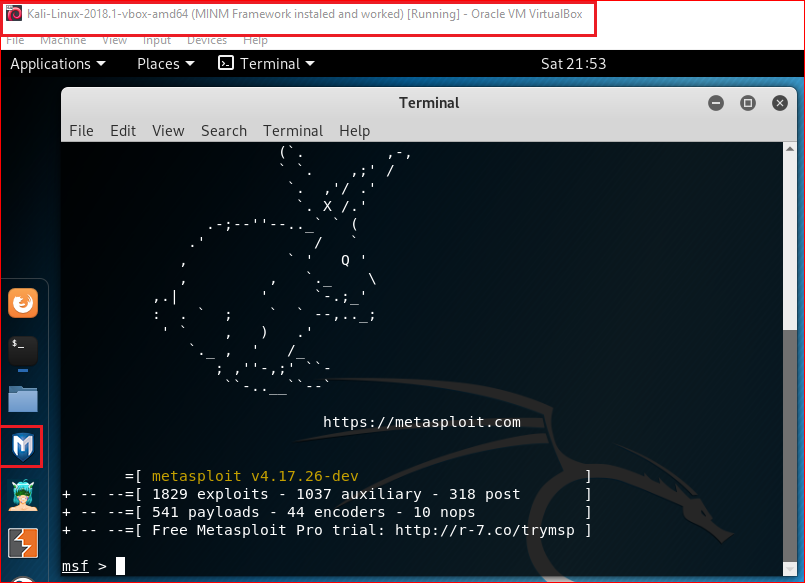 Kali-Linux-2018.1-vbox-amd64 (MINM Framework instaled and worked) [Running] - Oracle VM VirtualBox
File Machine View Input Devices Help
Applications Places Terminal Sat 21:53
Terminal
File Edit View Search Terminal Help
https://metasploit.com
=[ metasploit v4.17.26-dev ]
+ -- --=[ 1829 exploits - 1037 auxiliary - 318 post ]
+ -- --=[ 541 payloads - 44 encoders - 10 nops ]
+ -- --=[ Free Metasploit Pro trial: http://r-7.co/trymsp ]
msf >